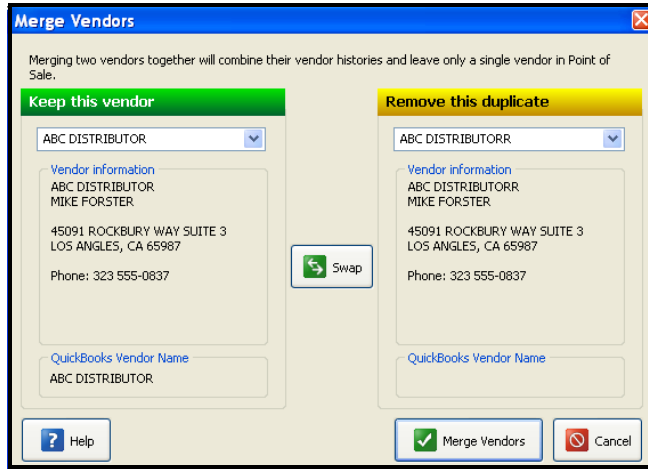 Merge Vendors
Merging two vendors together will combine their vendor histories and leave only a single vendor in Point of
Sale.
Keep this vendor
ABC DISTRIBUTOR
Vendor information
ABC DISTRIBUTOR
MIKE FORSTER
45091 ROCKBURY WAY SUITE 3
LOS ANGLES, CA 65987
Phone: 323 555-0837
QuickBooks Vendor Name
ABC DISTRIBUTOR
Swap
Remove this duplicate
ABC DISTRIBUTORR
Vendor information
ABC DISTRIBUTORR
MIKE FORSTER
45091 ROCKBURY WAY SUITE 3
LOS ANGLES, CA 65987
Phone: 323 555-0837
QuickBooks Vendor Name
? Help
Merge Vendors
Cancel